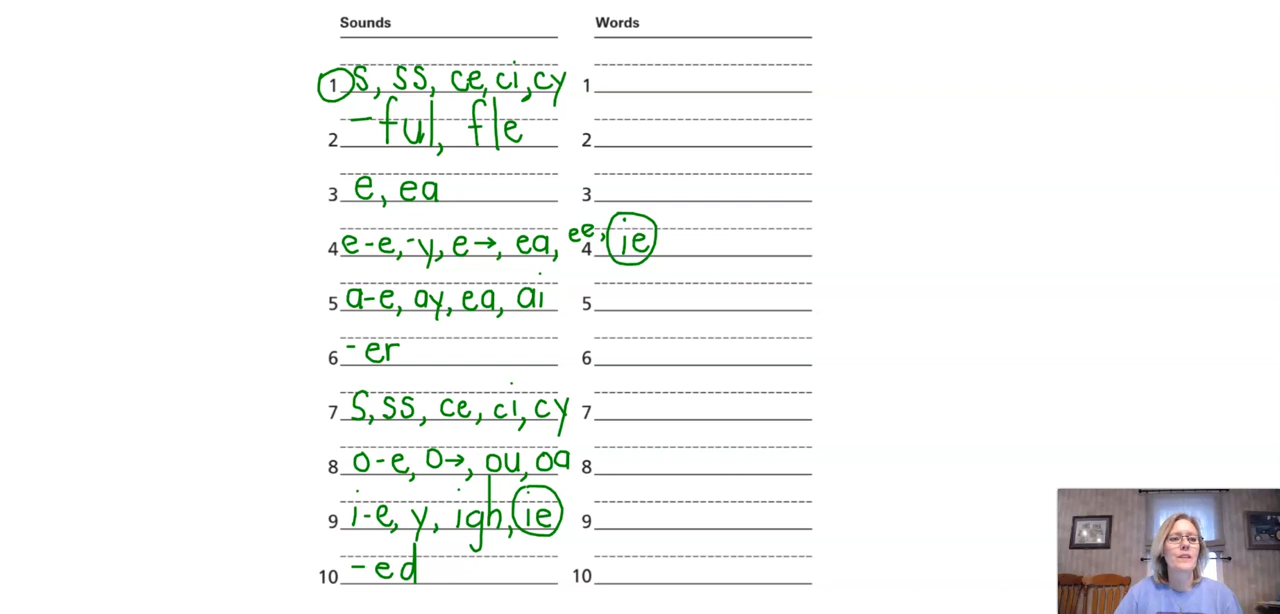 Sounds Words
1 s, ss, ce, ci, cy 1
2 -ful, fle 2
3 e, ea 3
4 e-e, -y, e→, ea, ee, ie 4
5 a-e, ay, ea, ai 5
6 -er 6
7 s, ss, ce, ci, cy 7
8 o-e, o→, ou, oa 8
9 i-e, y, igh, ie 9
10 -ed 10